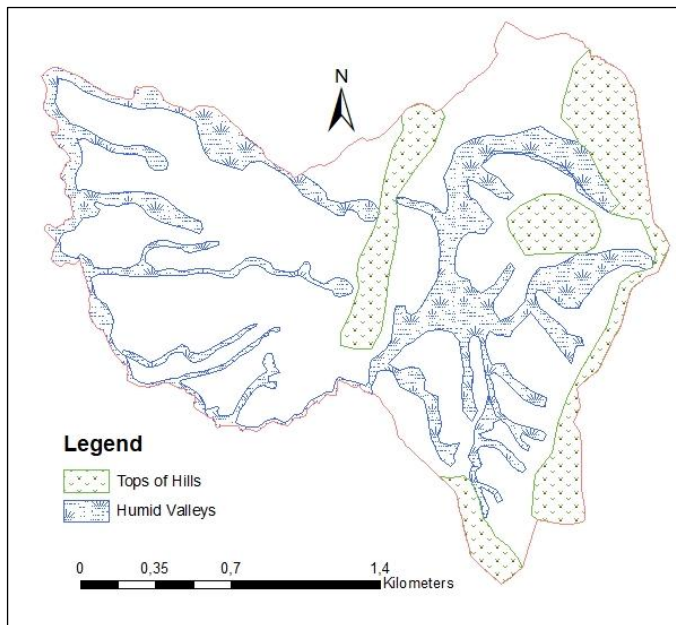 N
Legend
Tops of Hills
Humid Valleys
0 0,35 0,7 1,4
Kilometers